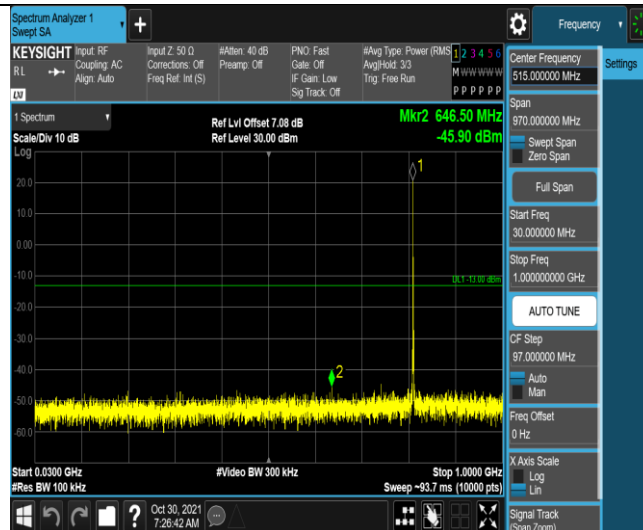 Spectrum Analyzer 1
Swept SA
+
Frequency
KEYSIGHT
RL
LXI
Input: RF
Coupling: AC
Align: Auto
Input Z: 50 Ω
Corrections: Off
Freq Ref: Int (S)
#Atten: 40 dB
Preamp: Off
PNO: Fast
Gate: Off
IF Gain: Low
Sig Track: Off
#Avg Type: Power (RMS
Avg|Hold: 3/3
Trig: Free Run
1 2 3 4 5 6
M W W W W W
P P P P P P
1 Spectrum
Scale/Div 10 dB
Ref Lvl Offset 7.08 dB
Ref Level 30.00 dBm
Mkr2 646.50 MHz
-45.90 dBm
Log
20.0
10.0
0.00
-10.0
-20.0
-30.0
-40.0
-50.0
-60.0
1
DL1 -13.00 dBm
2
Start 0.0300 GHz
#Res BW 100 kHz
#Video BW 300 kHz
Stop 1.0000 GHz
Sweep ~93.7 ms (10000 pts)
Oct 30, 2021
7:26:42 AM
Center Frequency
515.000000 MHz
Settings
Span
970.000000 MHz
Swept Span
Zero Span
Full Span
Start Freq
30.000000 MHz
Stop Freq
1.000000000 GHz
AUTO TUNE
CF Step
97.000000 MHz
Auto
Man
Freq Offset
0 Hz
X Axis Scale
Log
Lin
Signal Track
(Span Zoom)